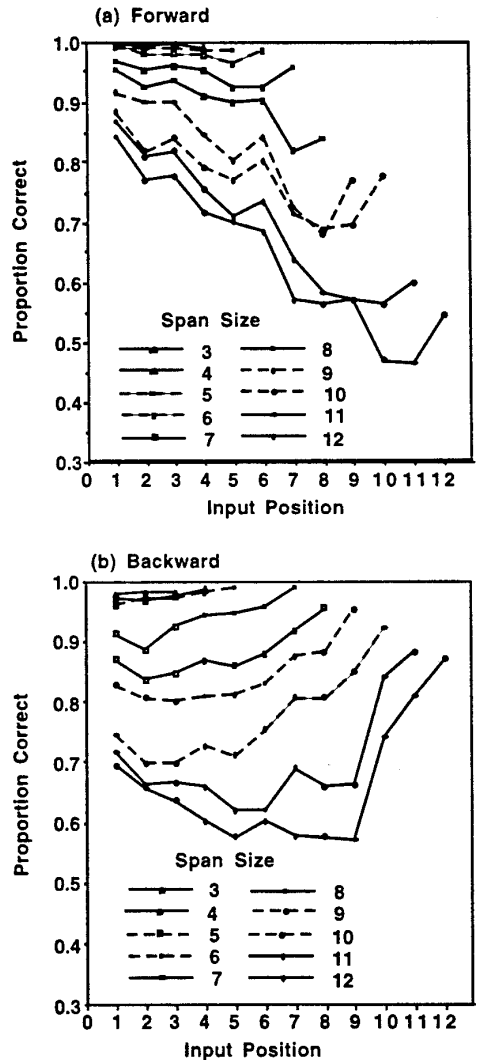 (a) Forward
1.0
0.9
0.8
0.7
0.6
0.5
0.4
0.3
Proportion Correct
Span Size
3 8
4 9
5 10
6 11
7 12
0 1 2 3 4 5 6 7 8 9 10 11 12
Input Position
(b) Backward
1.0
0.9
0.8
0.7
0.6
0.5
0.4
0.3
Proportion Correct
Span Size
3 8
4 9
5 10
6 11
7 12
0 1 2 3 4 5 6 7 8 9 10 11 12
Input Position